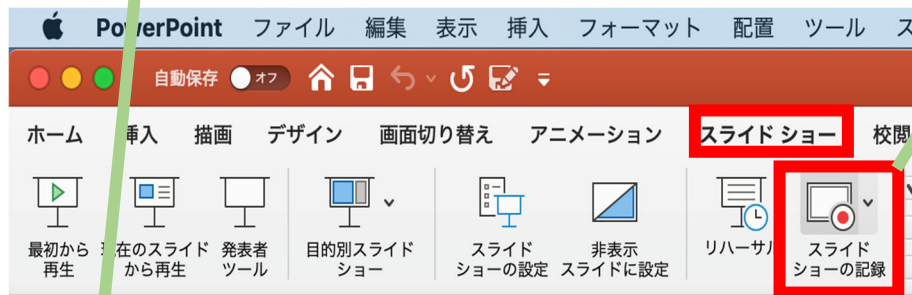 PowerPoint ファイル 編集 表示 挿入 フォーマット 配置 ツール ス
自動保存 オフ
ホーム 挿入 描画 デザイン 画面切り替え アニメーション スライド ショー 校閲
最初から
再生
現在のスライド
から再生
発表者
ツール
目的別スライド
ショー
スライド
ショーの設定
非表示
スライドに設定
リハーサル
スライド
ショーの記録